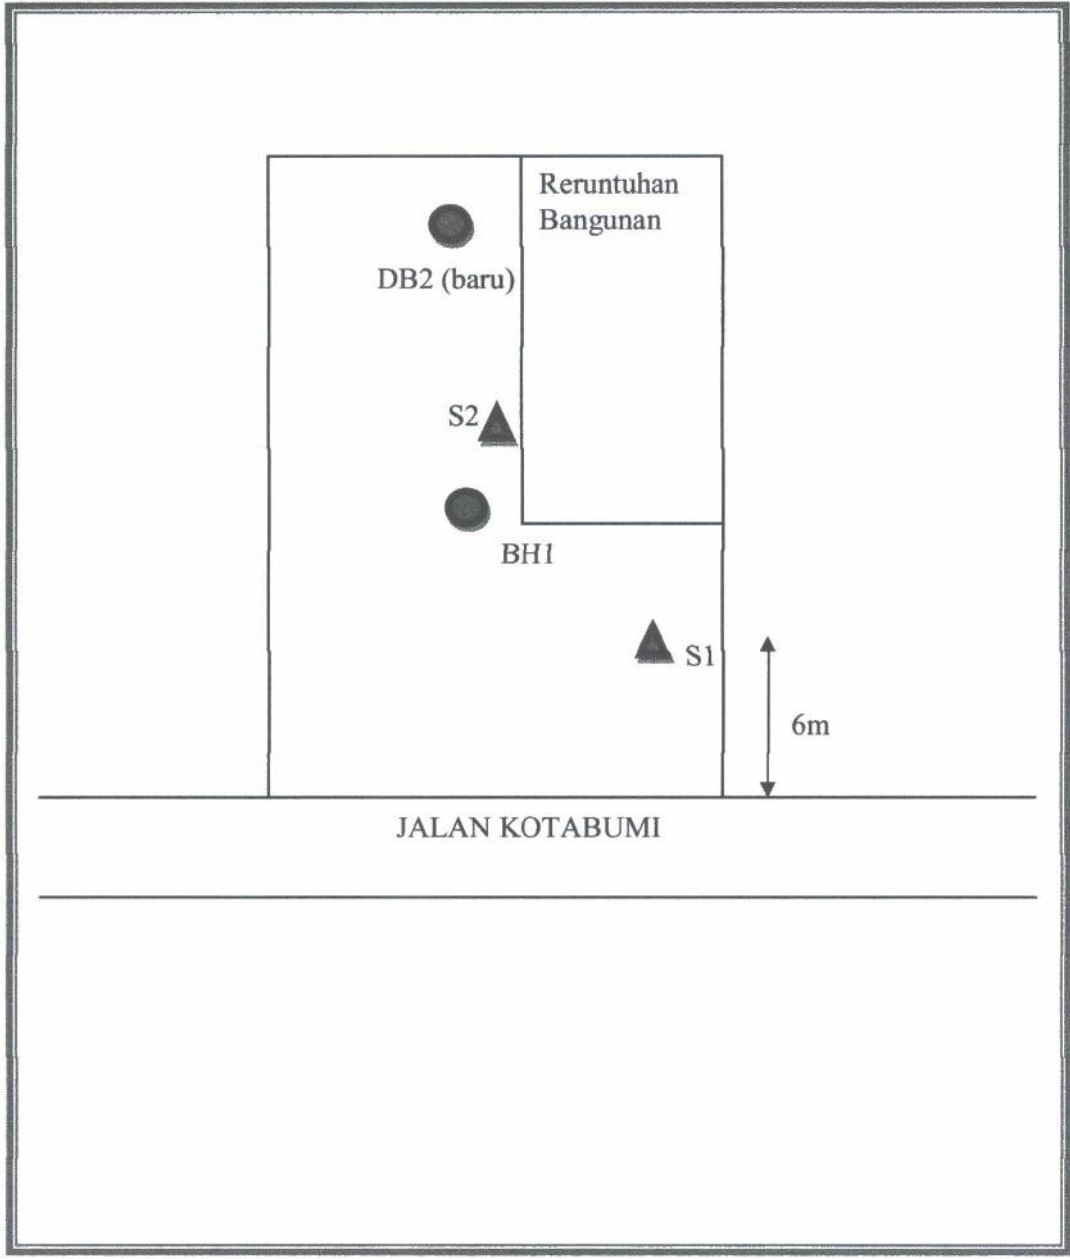 Reruntuhan
Bangunan
DB2 (baru)
S2
BH1
S1
6m
JALAN KOTABUMI